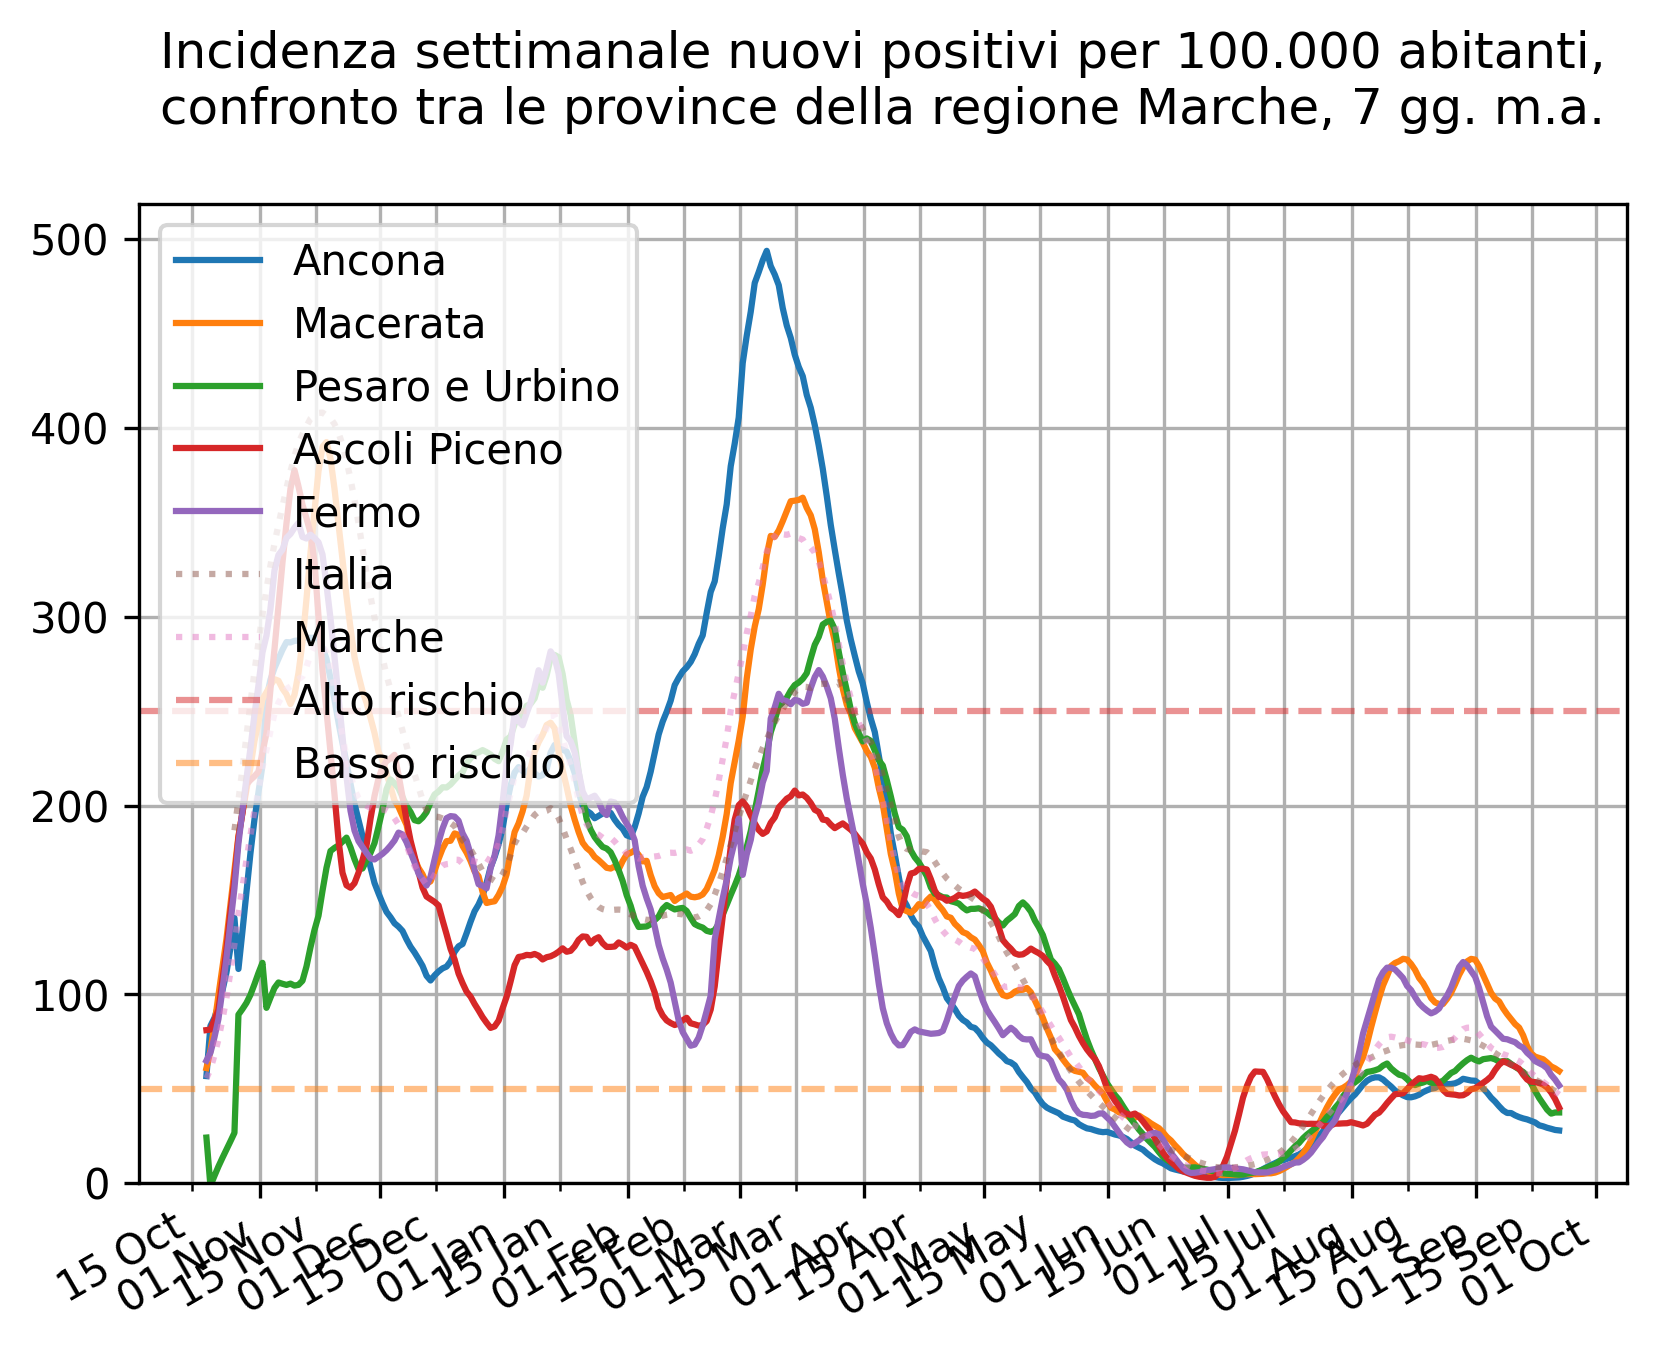 Incidenza settimanale nuovi positivi per 100.000 abitanti,
confronto tra le province della regione Marche, 7 gg. m.a.
500
400
300
200
100
0
Ancona
Macerata
Pesaro e Urbino
Ascoli Piceno
Fermo
Italia
Marche
Alto rischio
Basso rischio
15 Oct
01 Nov
15 Nov
01 Dec
15 Dec
01 Jan
15 Jan
01 Feb
15 Feb
01 Mar
15 Mar
01 Apr
15 Apr
01 May
15 May
01 Jun
15 Jun
01 Jul
15 Jul
01 Aug
15 Aug
01 Sep
15 Sep
01 Oct